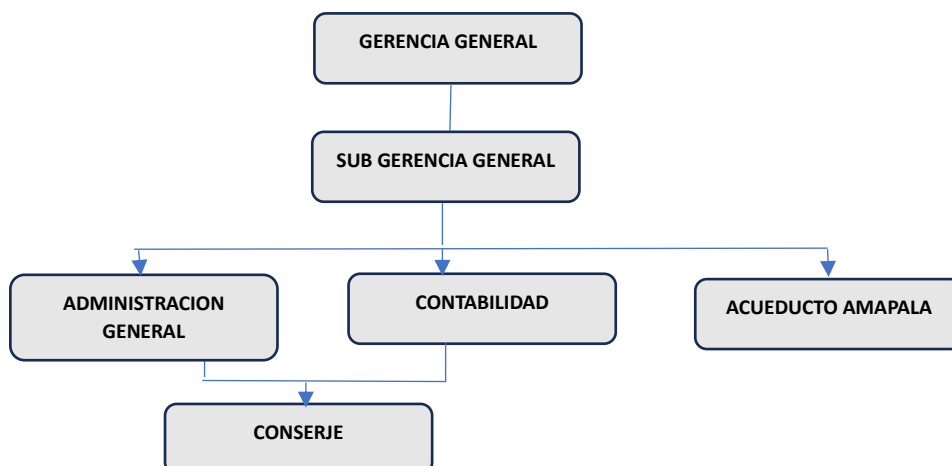 GERENCIA GENERAL
SUB GERENCIA GENERAL
ADMINISTRACION
GENERAL
CONTABILIDAD
ACUEDUCTO AMAPALA
CONSERJE